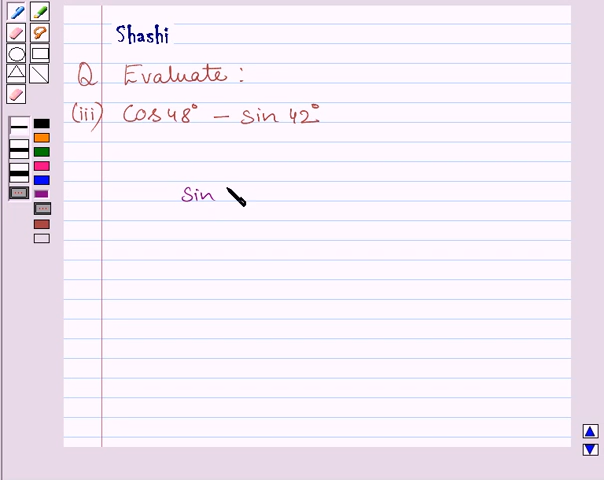 Shashi
Q Evaluate :
(iii) Cos 48° - sin 42°
sin